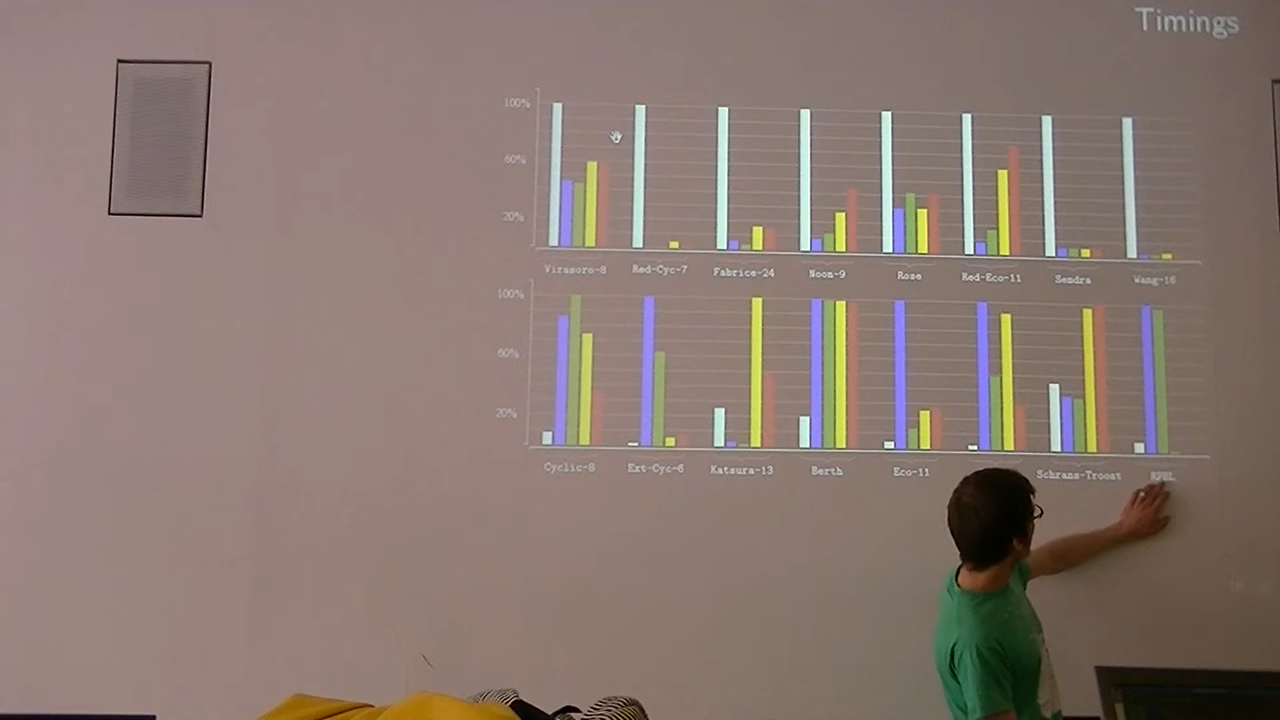 Timings
100%
60%
20%
Virasoro-8 Red-Cyc-7 Fabrice-24 Noon-9 Rose Red-Eco-11 Sendra Wang-16
100%
60%
20%
Cyclic-8 Ext-Cyc-6 Katsura-13 Berth Eco-11 Schrans-Troost